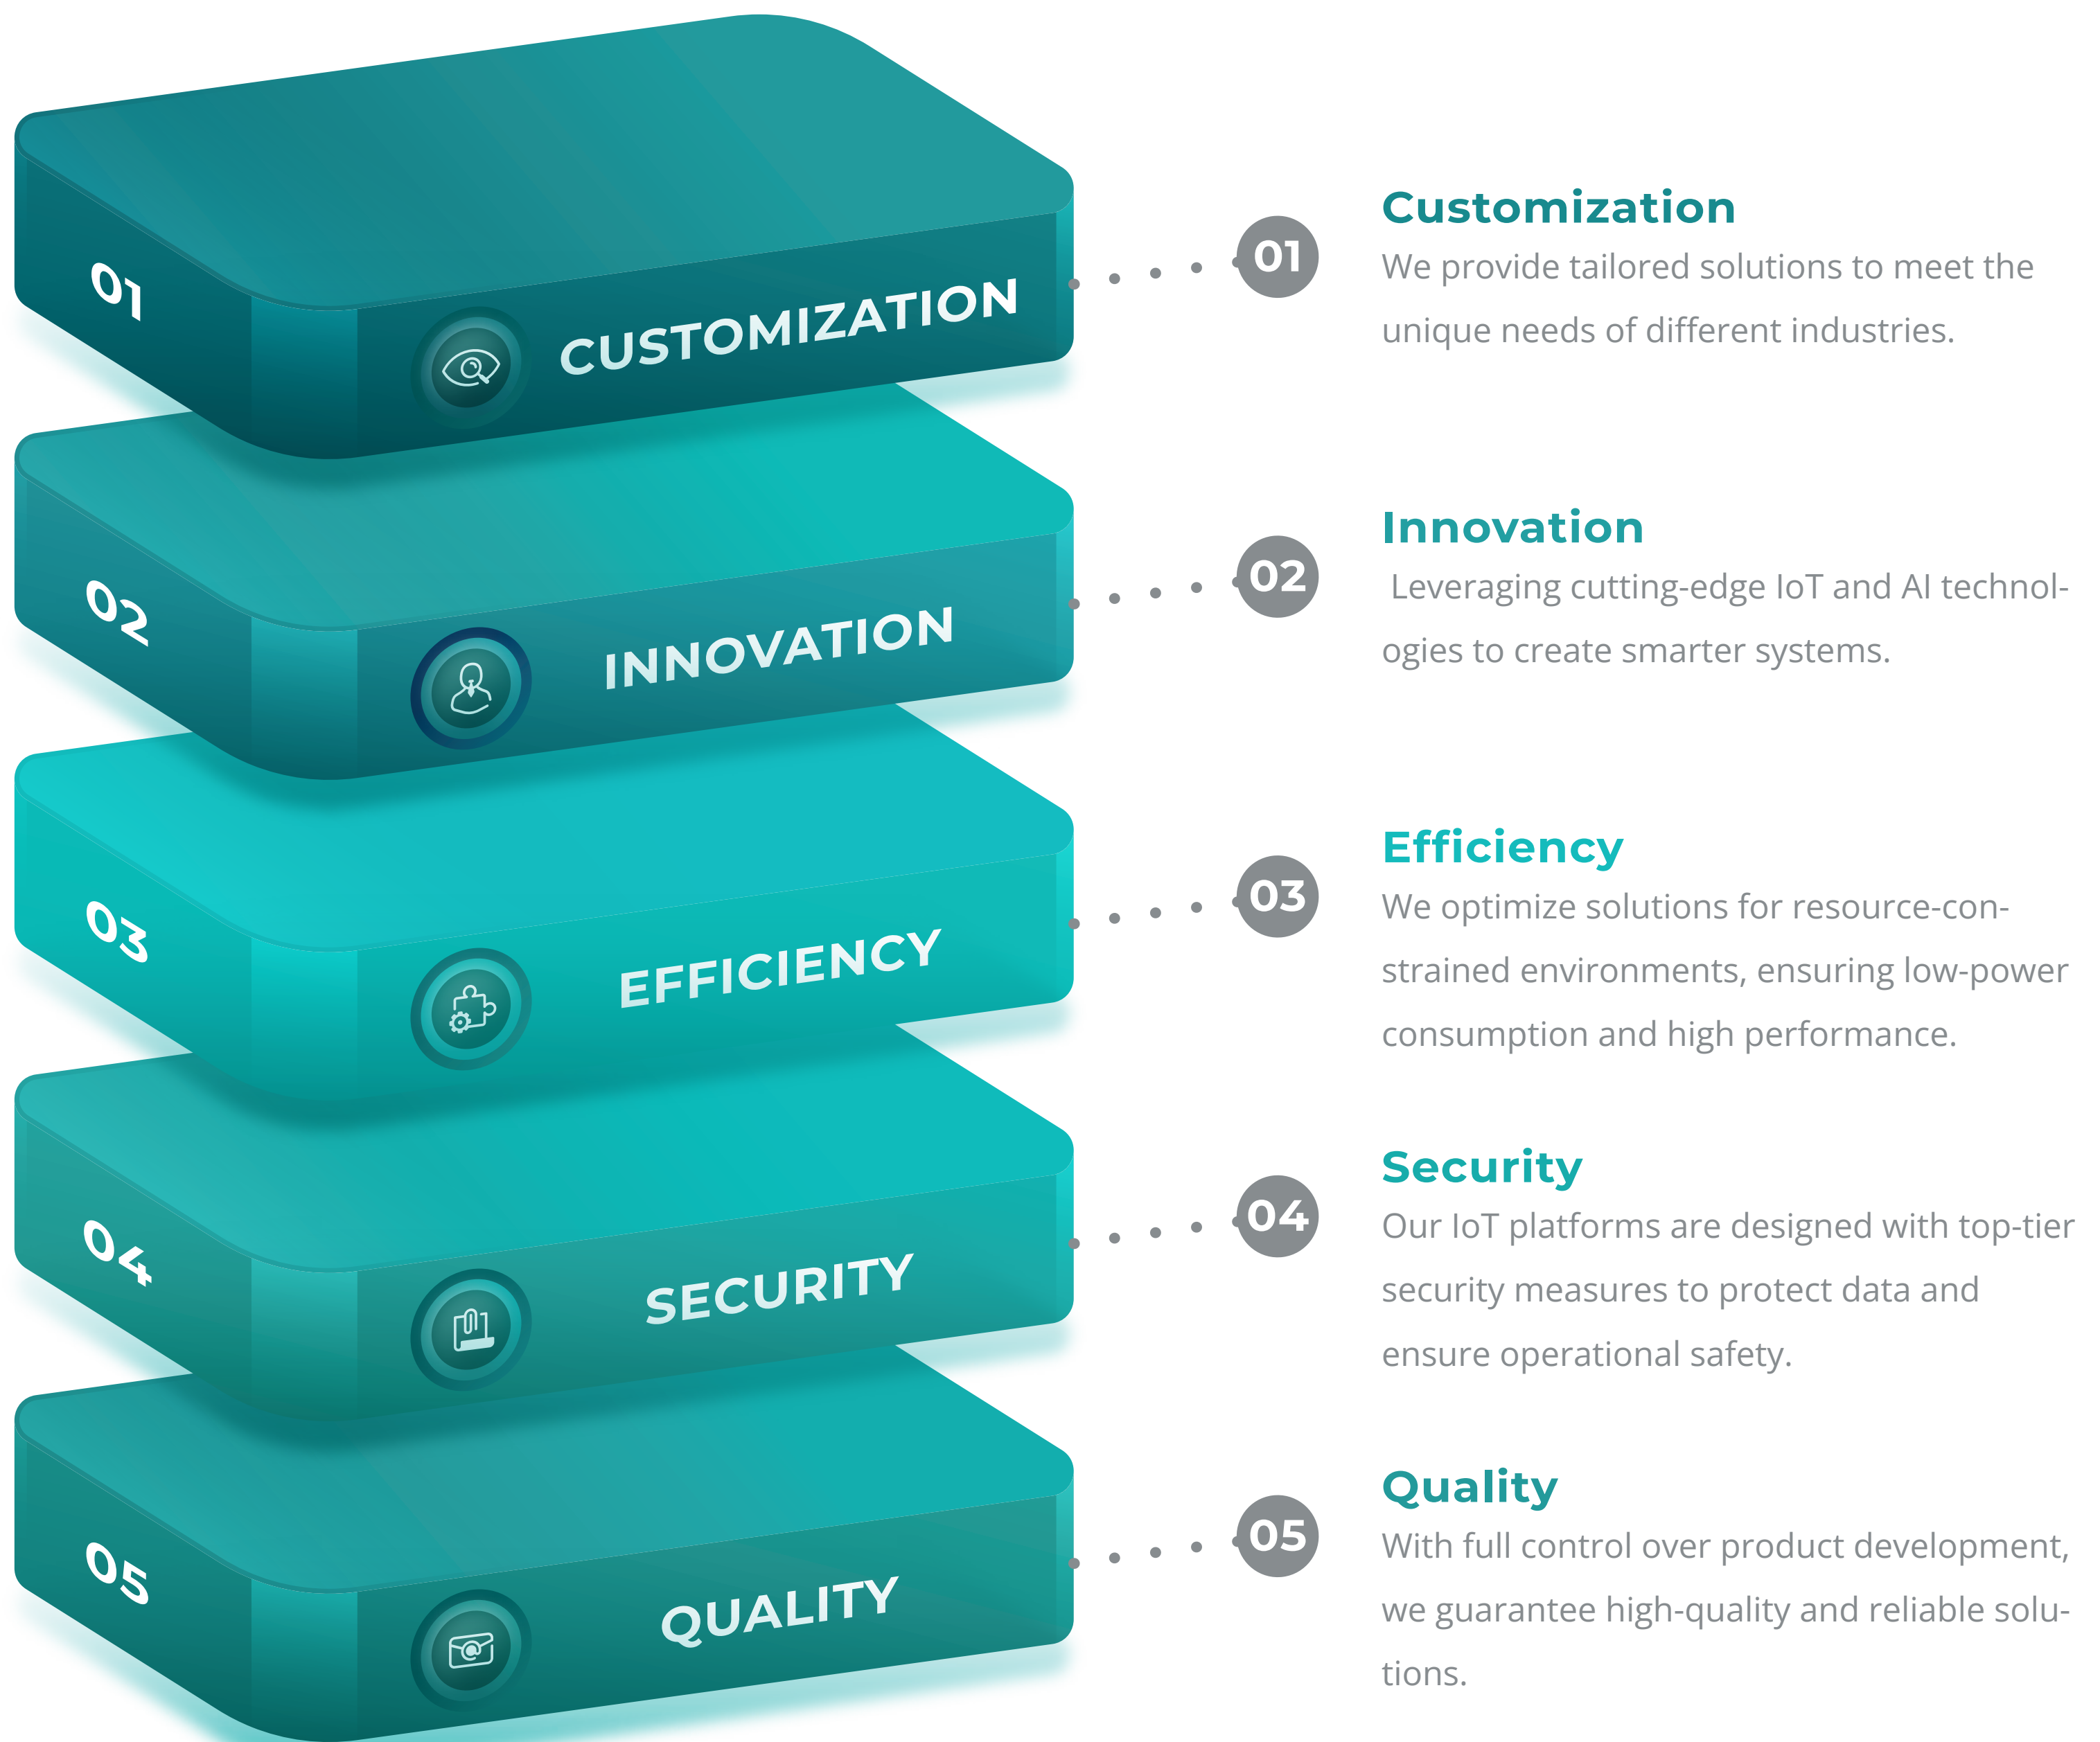 01
CUSTOMIZATION
01
Customization
We provide tailored solutions to meet the
unique needs of different industries.
02
INNOVATION
02
Innovation
Leveraging cutting-edge IoT and AI technol-
ogies to create smarter systems.
03
EFFICIENCY
03
Efficiency
We optimize solutions for resource-con-
strained environments, ensuring low-power
consumption and high performance.
04
SECURITY
04
Security
Our IoT platforms are designed with top-tier
security measures to protect data and
ensure operational safety.
05
QUALITY
05
Quality
With full control over product development,
we guarantee high-quality and reliable solu-
tions.